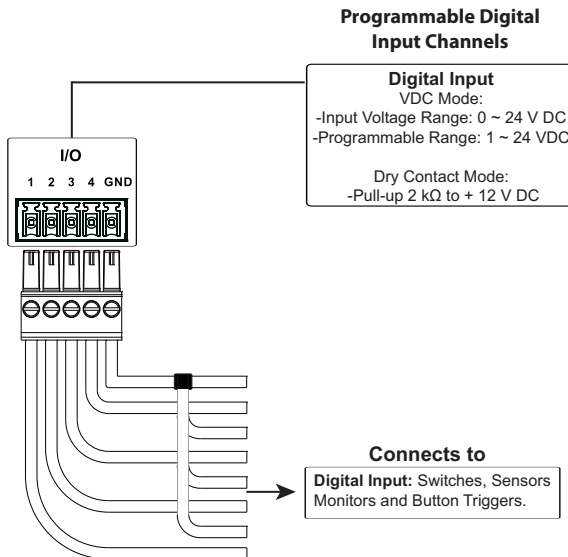 Programmable Digital
Input Channels
Digital Input
VDC Mode:
-Input Voltage Range: 0 ~ 24 V DC
-Programmable Range: 1 ~ 24 VDC
Dry Contact Mode:
-Pull-up 2 kΩ to + 12 V DC
I/O
1 2 3 4 GND
Connects to
Digital Input: Switches, Sensors
Monitors and Button Triggers.